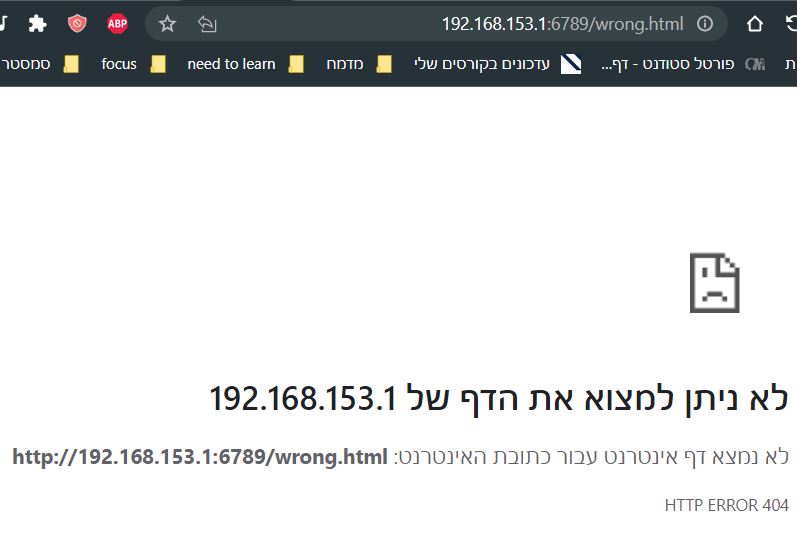 192.168.153.1:6789/wrong.html
ABP
ת
פורטל סטודנט - דף...
עדכונים בקורסים שלי
מדמח
need to learn
focus
סמסטר
לא ניתן למצוא את הדף של 192.168.153.1
לא נמצא דף אינטרנט עבור כתובת האינטרנט: http://192.168.153.1:6789/wrong.html
HTTP ERROR 404